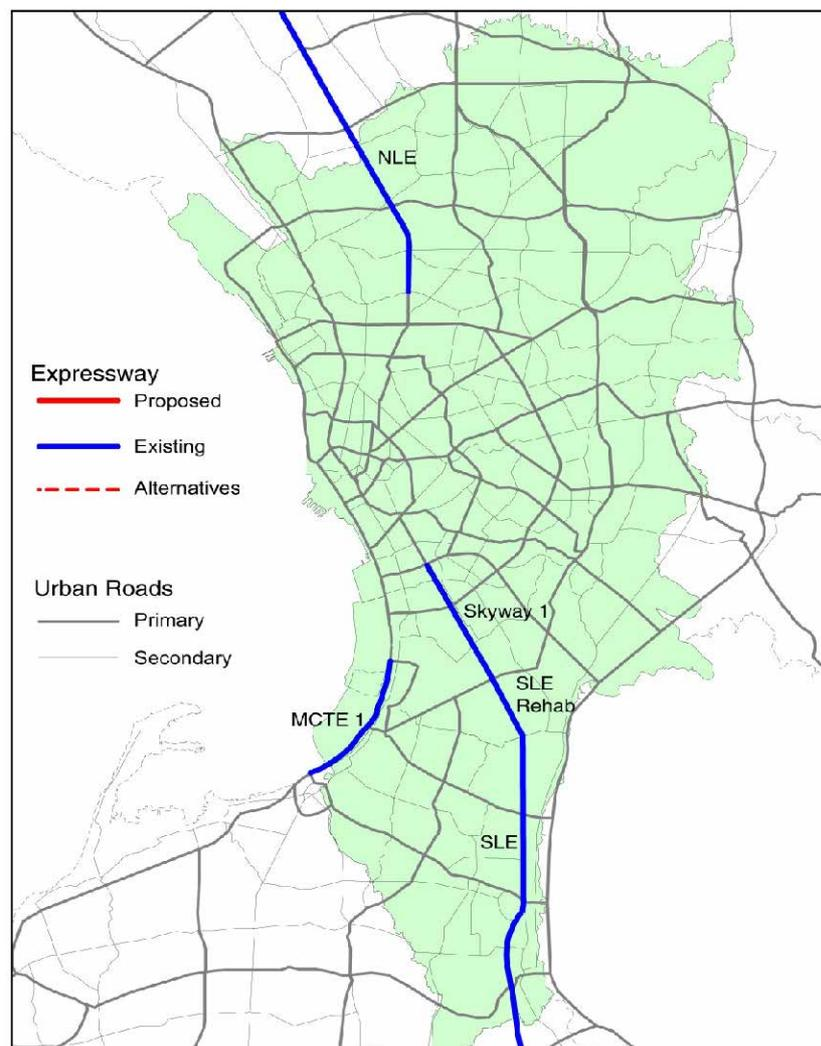 NLE
Expressway
Proposed
Existing
Alternatives
Urban Roads
Primary
Secondary
Skyway 1
SLE
Rehab
MCTE 1
SLE